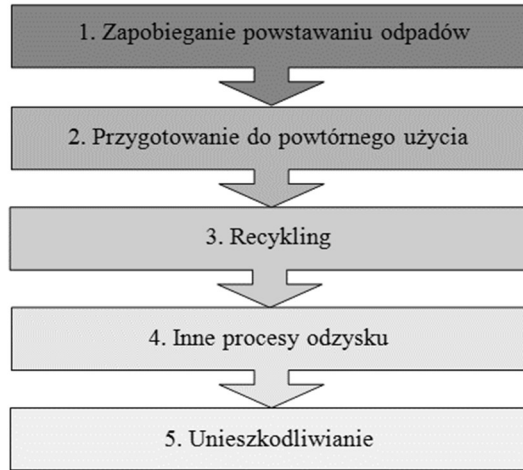 1. Zapobieganie powstawaniu odpadów
2. Przygotowanie do powtórnego użycia
3. Recykling
4. Inne procesy odzysku
5. Unieszkodliwianie